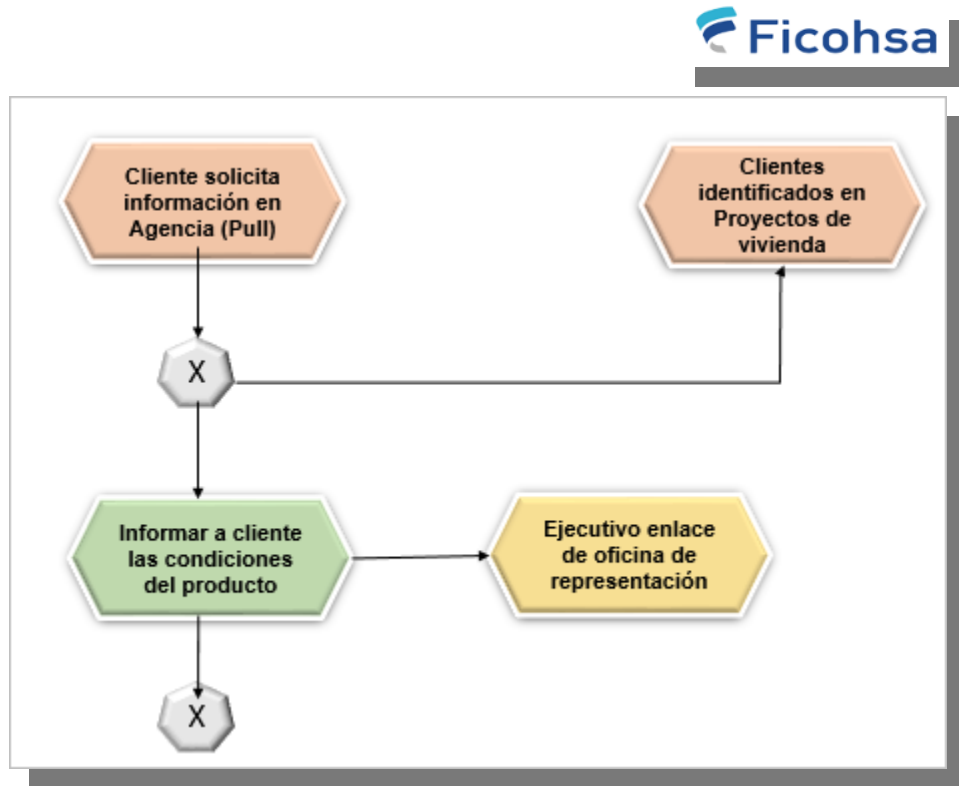 Ficohsa
Cliente solicita
información en
Agencia (Pull)
Clientes
identificados en
Proyectos de
vivienda
X
Informar a cliente
las condiciones
del producto
Ejecutivo enlace
de oficina de
representación
X